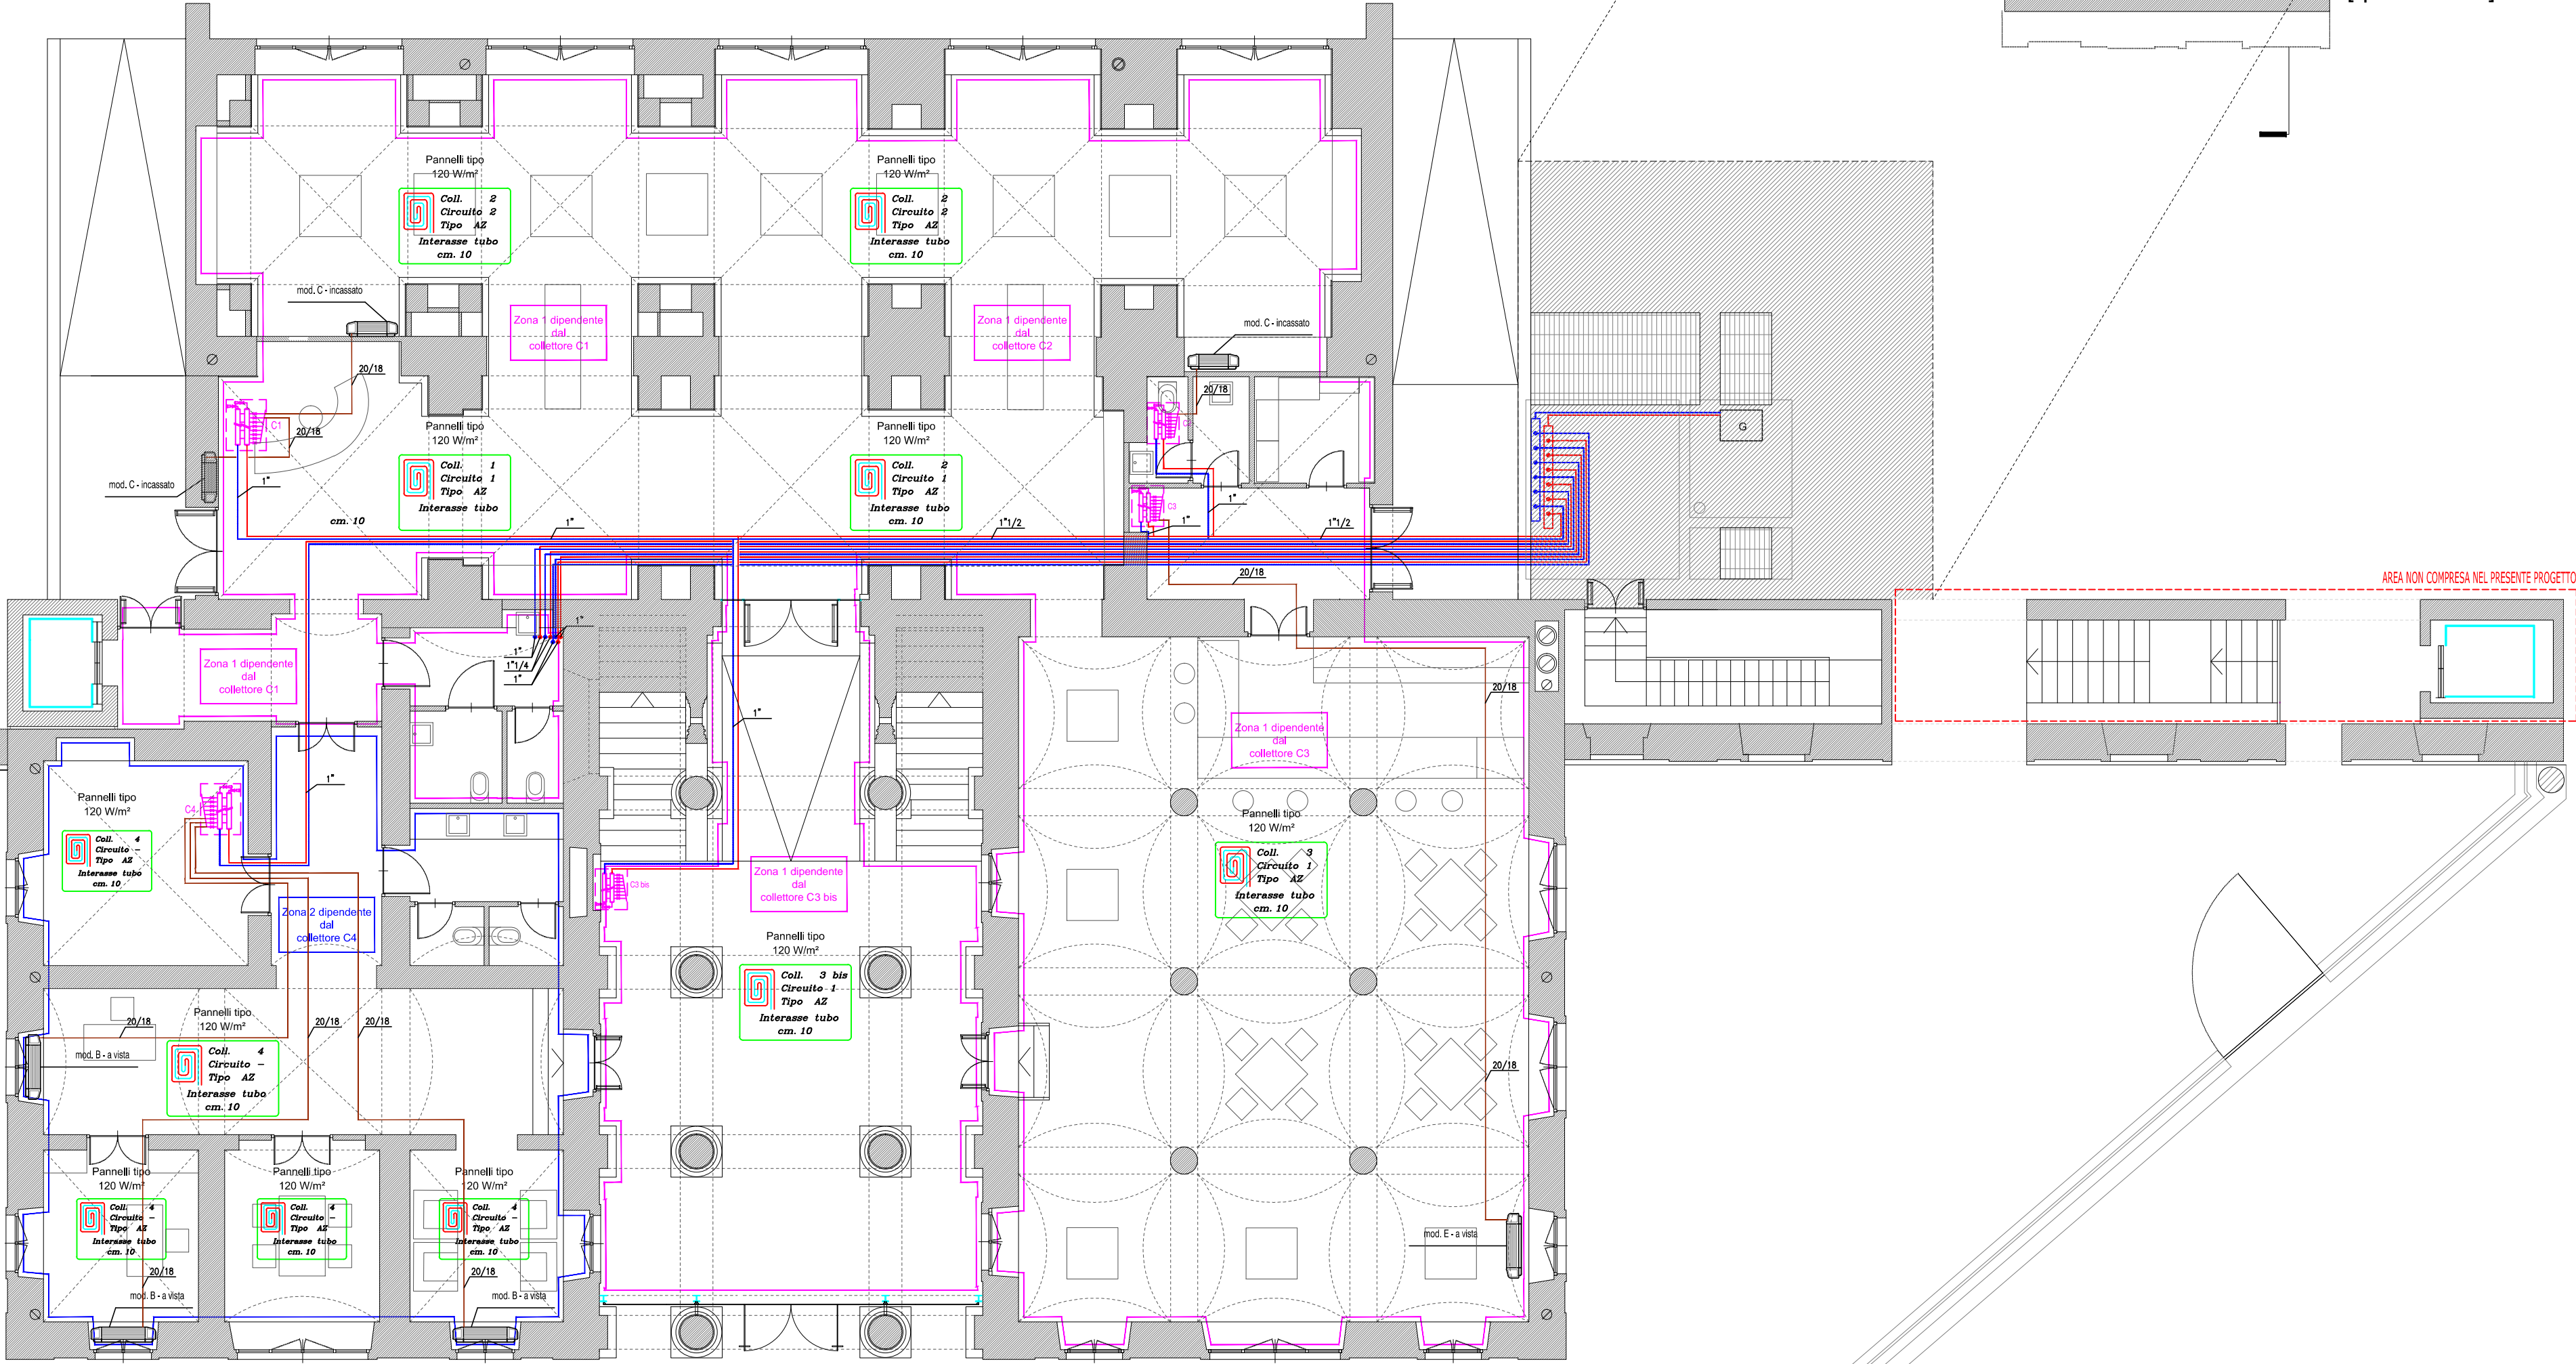 Pannelli tipo
120 W/m²
Coll. 2
Circuito 2
Tipo AZ
Interasse tubo
cm. 10
Pannelli tipo
120 W/m²
Coll. 2
Circuito 2
Tipo AZ
Interasse tubo
cm. 10
mod. C - incassato
Zona 1 dipendente
dal
collettore C1
Zona 1 dipendente
dal
collettore C2
mod. C - incassato
20/18
20/18
C1
20/18
C2
G
Pannelli tipo
120 W/m²
Coll. 1
Circuito 1
Tipo AZ
Interasse tubo
cm. 10
Pannelli tipo
120 W/m²
Coll. 2
Circuito 1
Tipo AZ
Interasse tubo
cm. 10
mod. C - incassato
1"
C3
1"
1"1/2
1"
1"
1"1/2
20/18
AREA NON COMPRESA NEL PRESENTE PROGETTO
1"
1"
1"1/4
1"
Zona 1 dipendente
dal
collettore C1
20/18
1"
Zona 1 dipendente
dal
collettore C3
1"
Pannelli tipo
120 W/m²
C4
Coll. 4
Circuito -
Tipo AZ
Interasse tubo
cm. 10
Pannelli tipo
120 W/m²
Coll. 3
Circuito 1
Tipo AZ
Interasse tubo
cm. 10
Zona 1 dipendente
dal
collettore C3 bis
C3 bis
Zona 2 dipendente
dal
collettore C4
Pannelli tipo
120 W/m²
Coll. 3 bis
Circuito 1
Tipo AZ
Interasse tubo
cm. 10
20/18
Pannelli tipo
120 W/m²
20/18
20/18
mod. B - a vista
Coll. 4
Circuito -
Tipo AZ
Interasse tubo
cm. 10
20/18
Pannelli tipo
120 W/m²
Coll. 4
Circuito -
Tipo AZ
Interasse tubo
cm. 10
Pannelli tipo
120 W/m²
Coll. 4
Circuito -
Tipo AZ
Interasse tubo
cm. 10
Pannelli tipo
120 W/m²
Coll. 4
Circuito -
Tipo AZ
Interasse tubo
cm. 10
mod. E - a vista
20/18
mod. B - a vista
20/18
mod. B - a vista